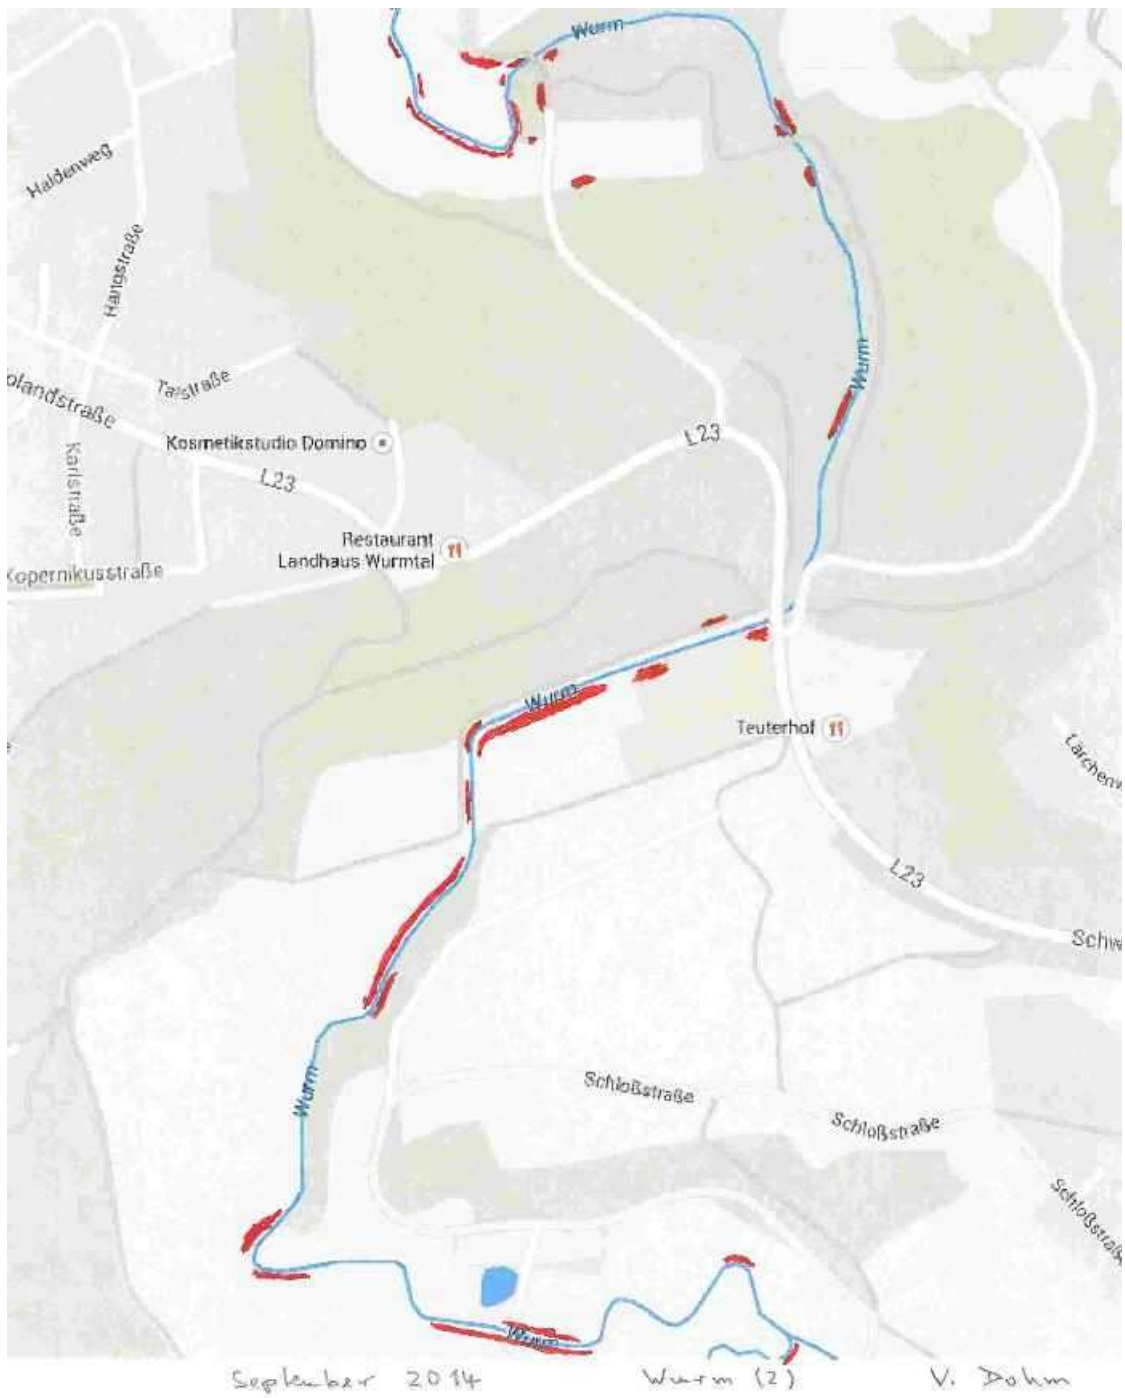 Wurm
Haldenweg
Hangstraße
Wurm
olandstraße
Talstraße
Kosmetikstudio Domino
Karlstraße
L23
L23
Restaurant
Landhaus Wurmtal
Kopernikusstraße
Wurm
Teuterhof
Lärchenw
L23
Schw
Wurm
Schloßstraße
Schloßstraße
Schloßstraße
Wurm
September 2014 Wurm (2) V. Dohm